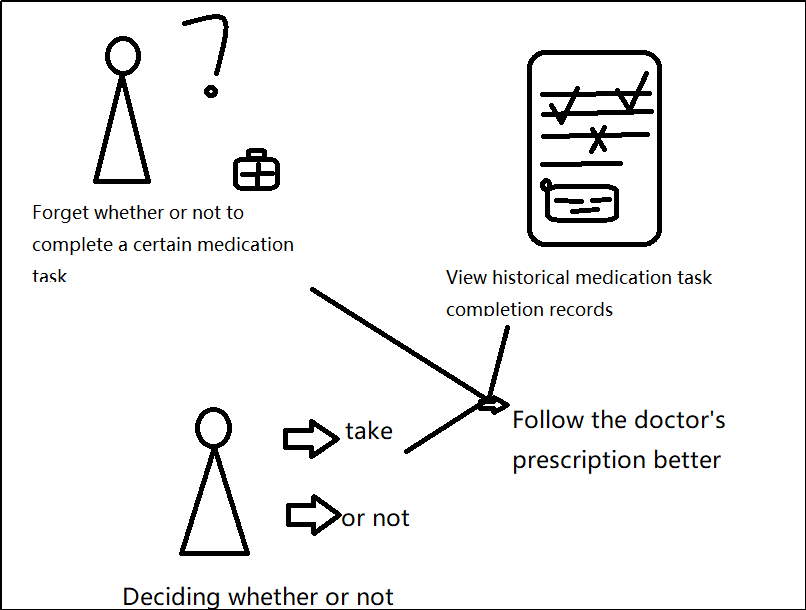 Forget whether or not to
complete a certain medication
task
View historical medication task
completion records
take
or not
Follow the doctor's
prescription better
Deciding whether or not